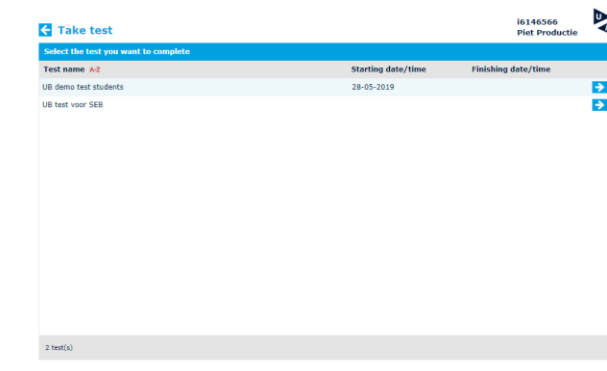 i6146566
Take test
Piet Productie
U
Select the test you want to complete
Test name A-Z Starting date/time Finishing date/time
UB demo test students 28-05-2019
UB test voor SEB
2 test(s)